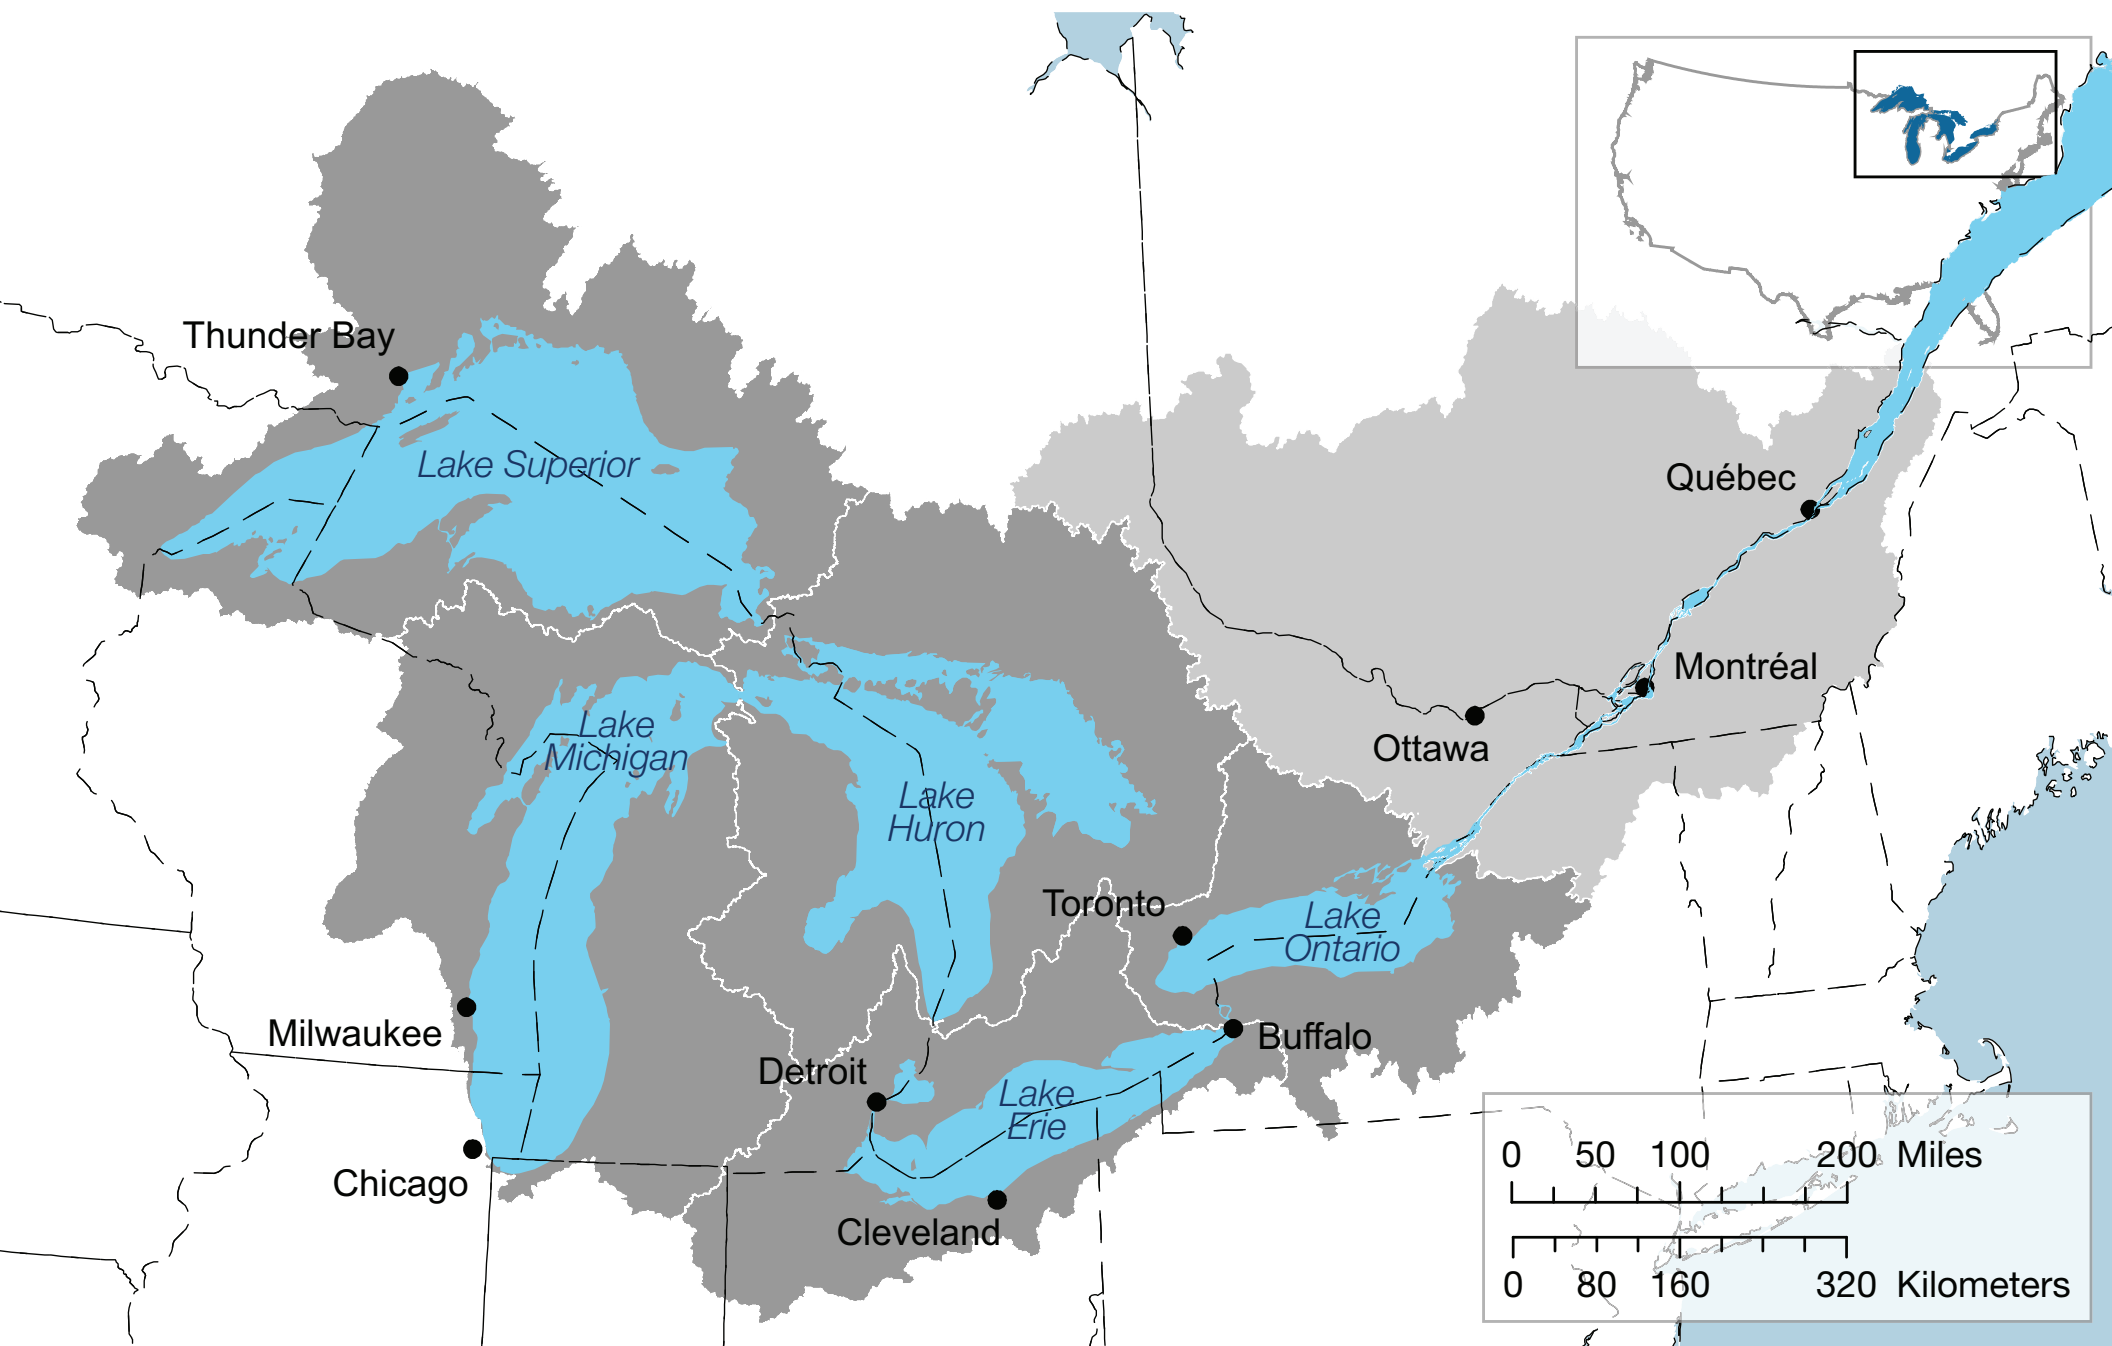 Thunder Bay
Lake Superior
Québec
Montréal
Lake
Michigan
Ottawa
Lake
Huron
Toronto
Lake
Ontario
Milwaukee
Buffalo
Detroit
Lake
Erie
Chicago
Cleveland
0 50 100 200 Miles
0 80 160 320 Kilometers